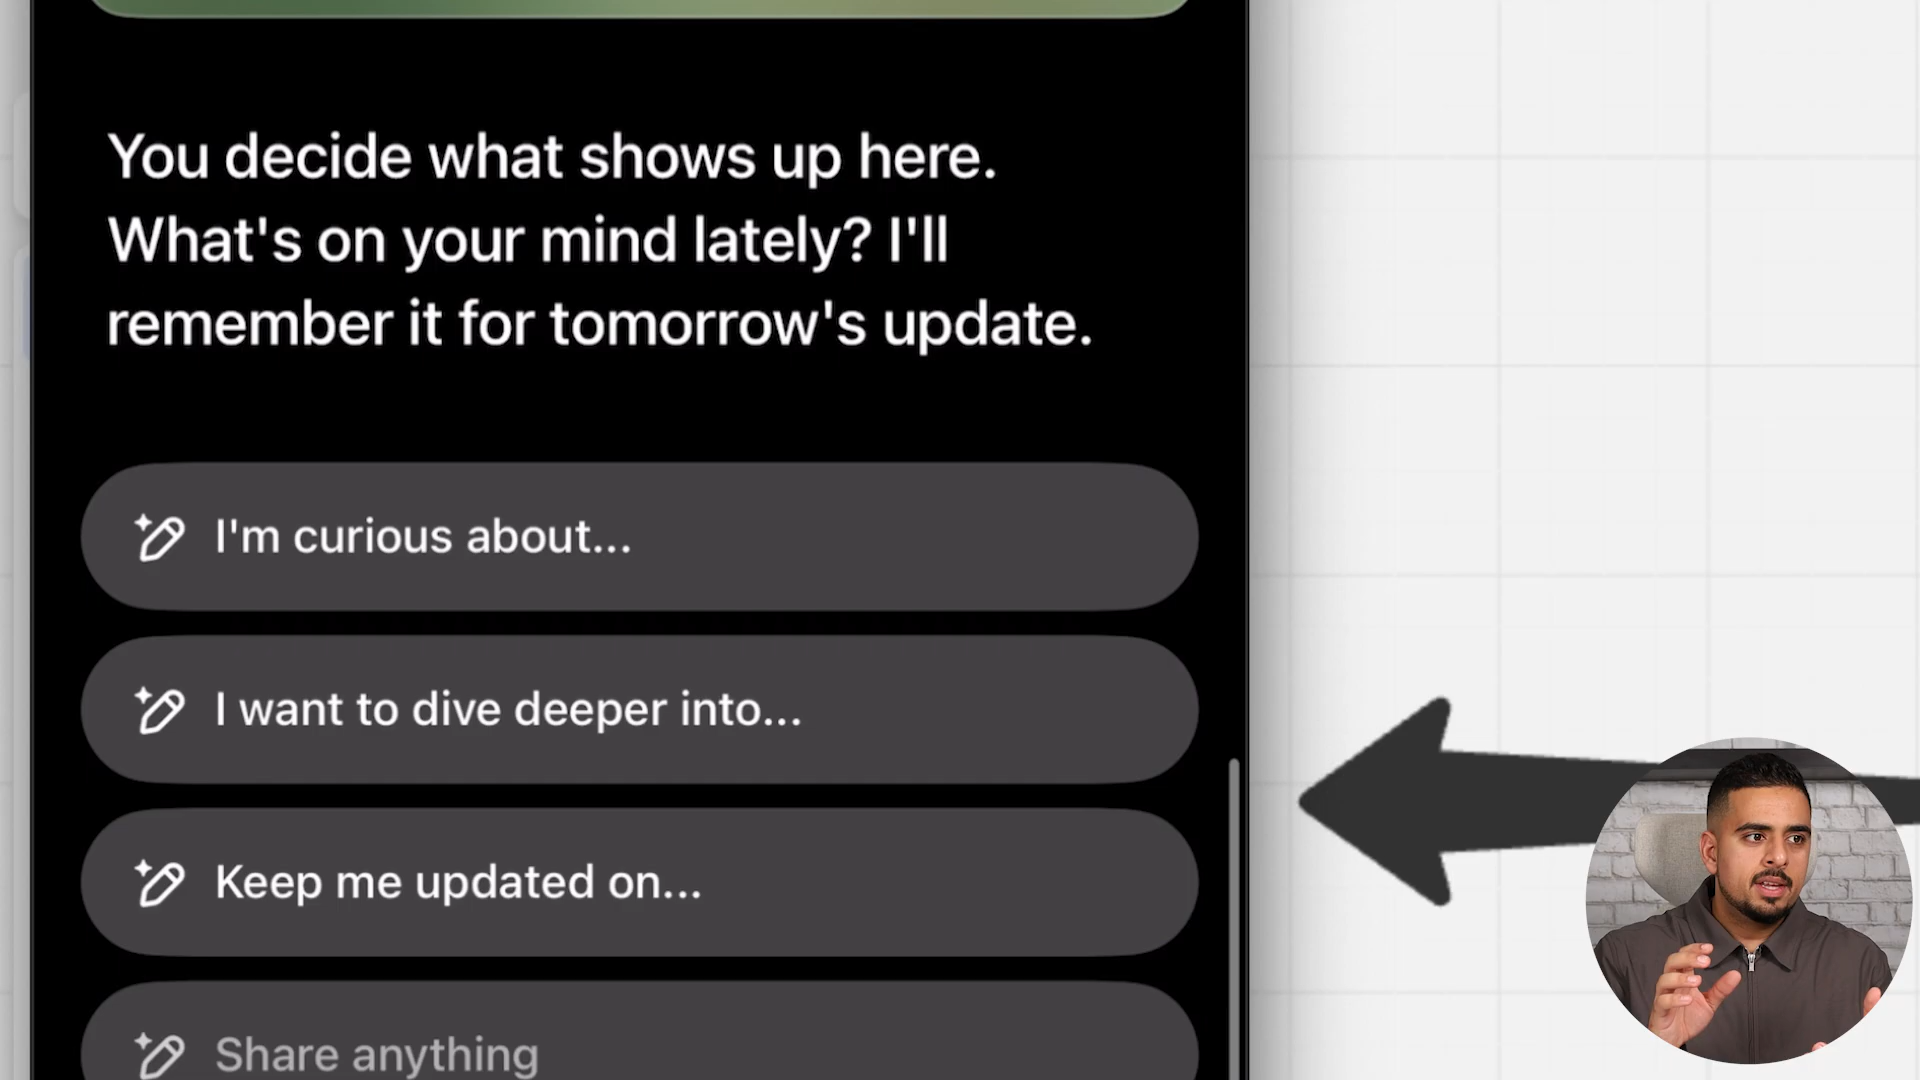 You decide what shows up here.
What's on your mind lately? I'll
remember it for tomorrow's update.
I'm curious about...
I want to dive deeper into...
Keep me updated on...
Share anything